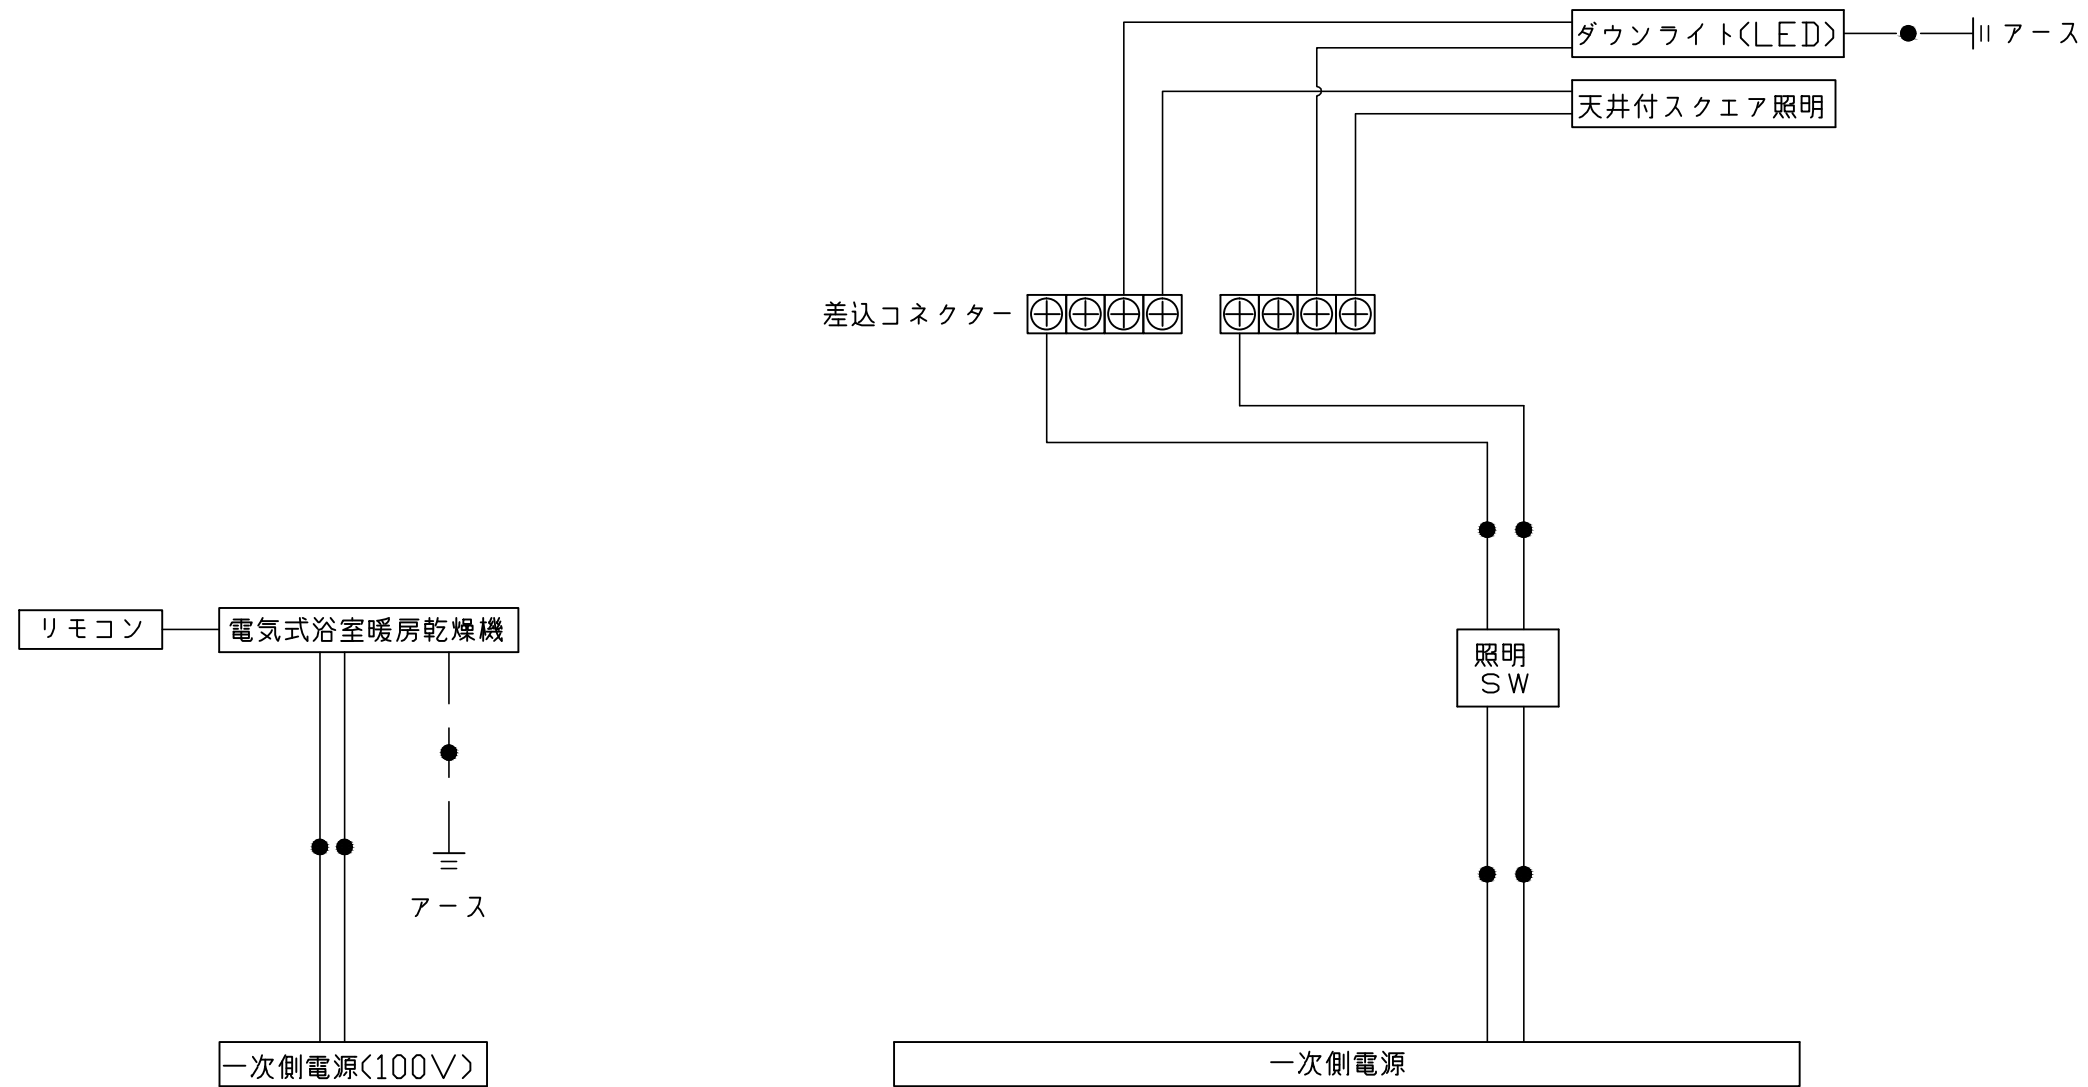 ダウンライト(LED)
アース
天井付スクエア照明
差込コネクター
リモコン
電気式浴室暖房乾燥機
照明
SW
アース
一次側電源(100V)
一次側電源